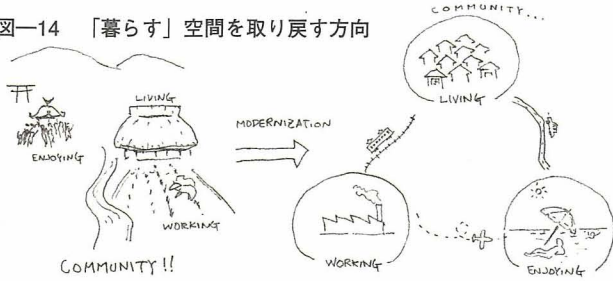 図―14 「暮らす」空間を取り戻す方向
LIVING
ENJOYING
WORKING
COMMUNITY!!
MODERNIZATION
COMMUNITY...
LIVING
WORKING
ENJOYING